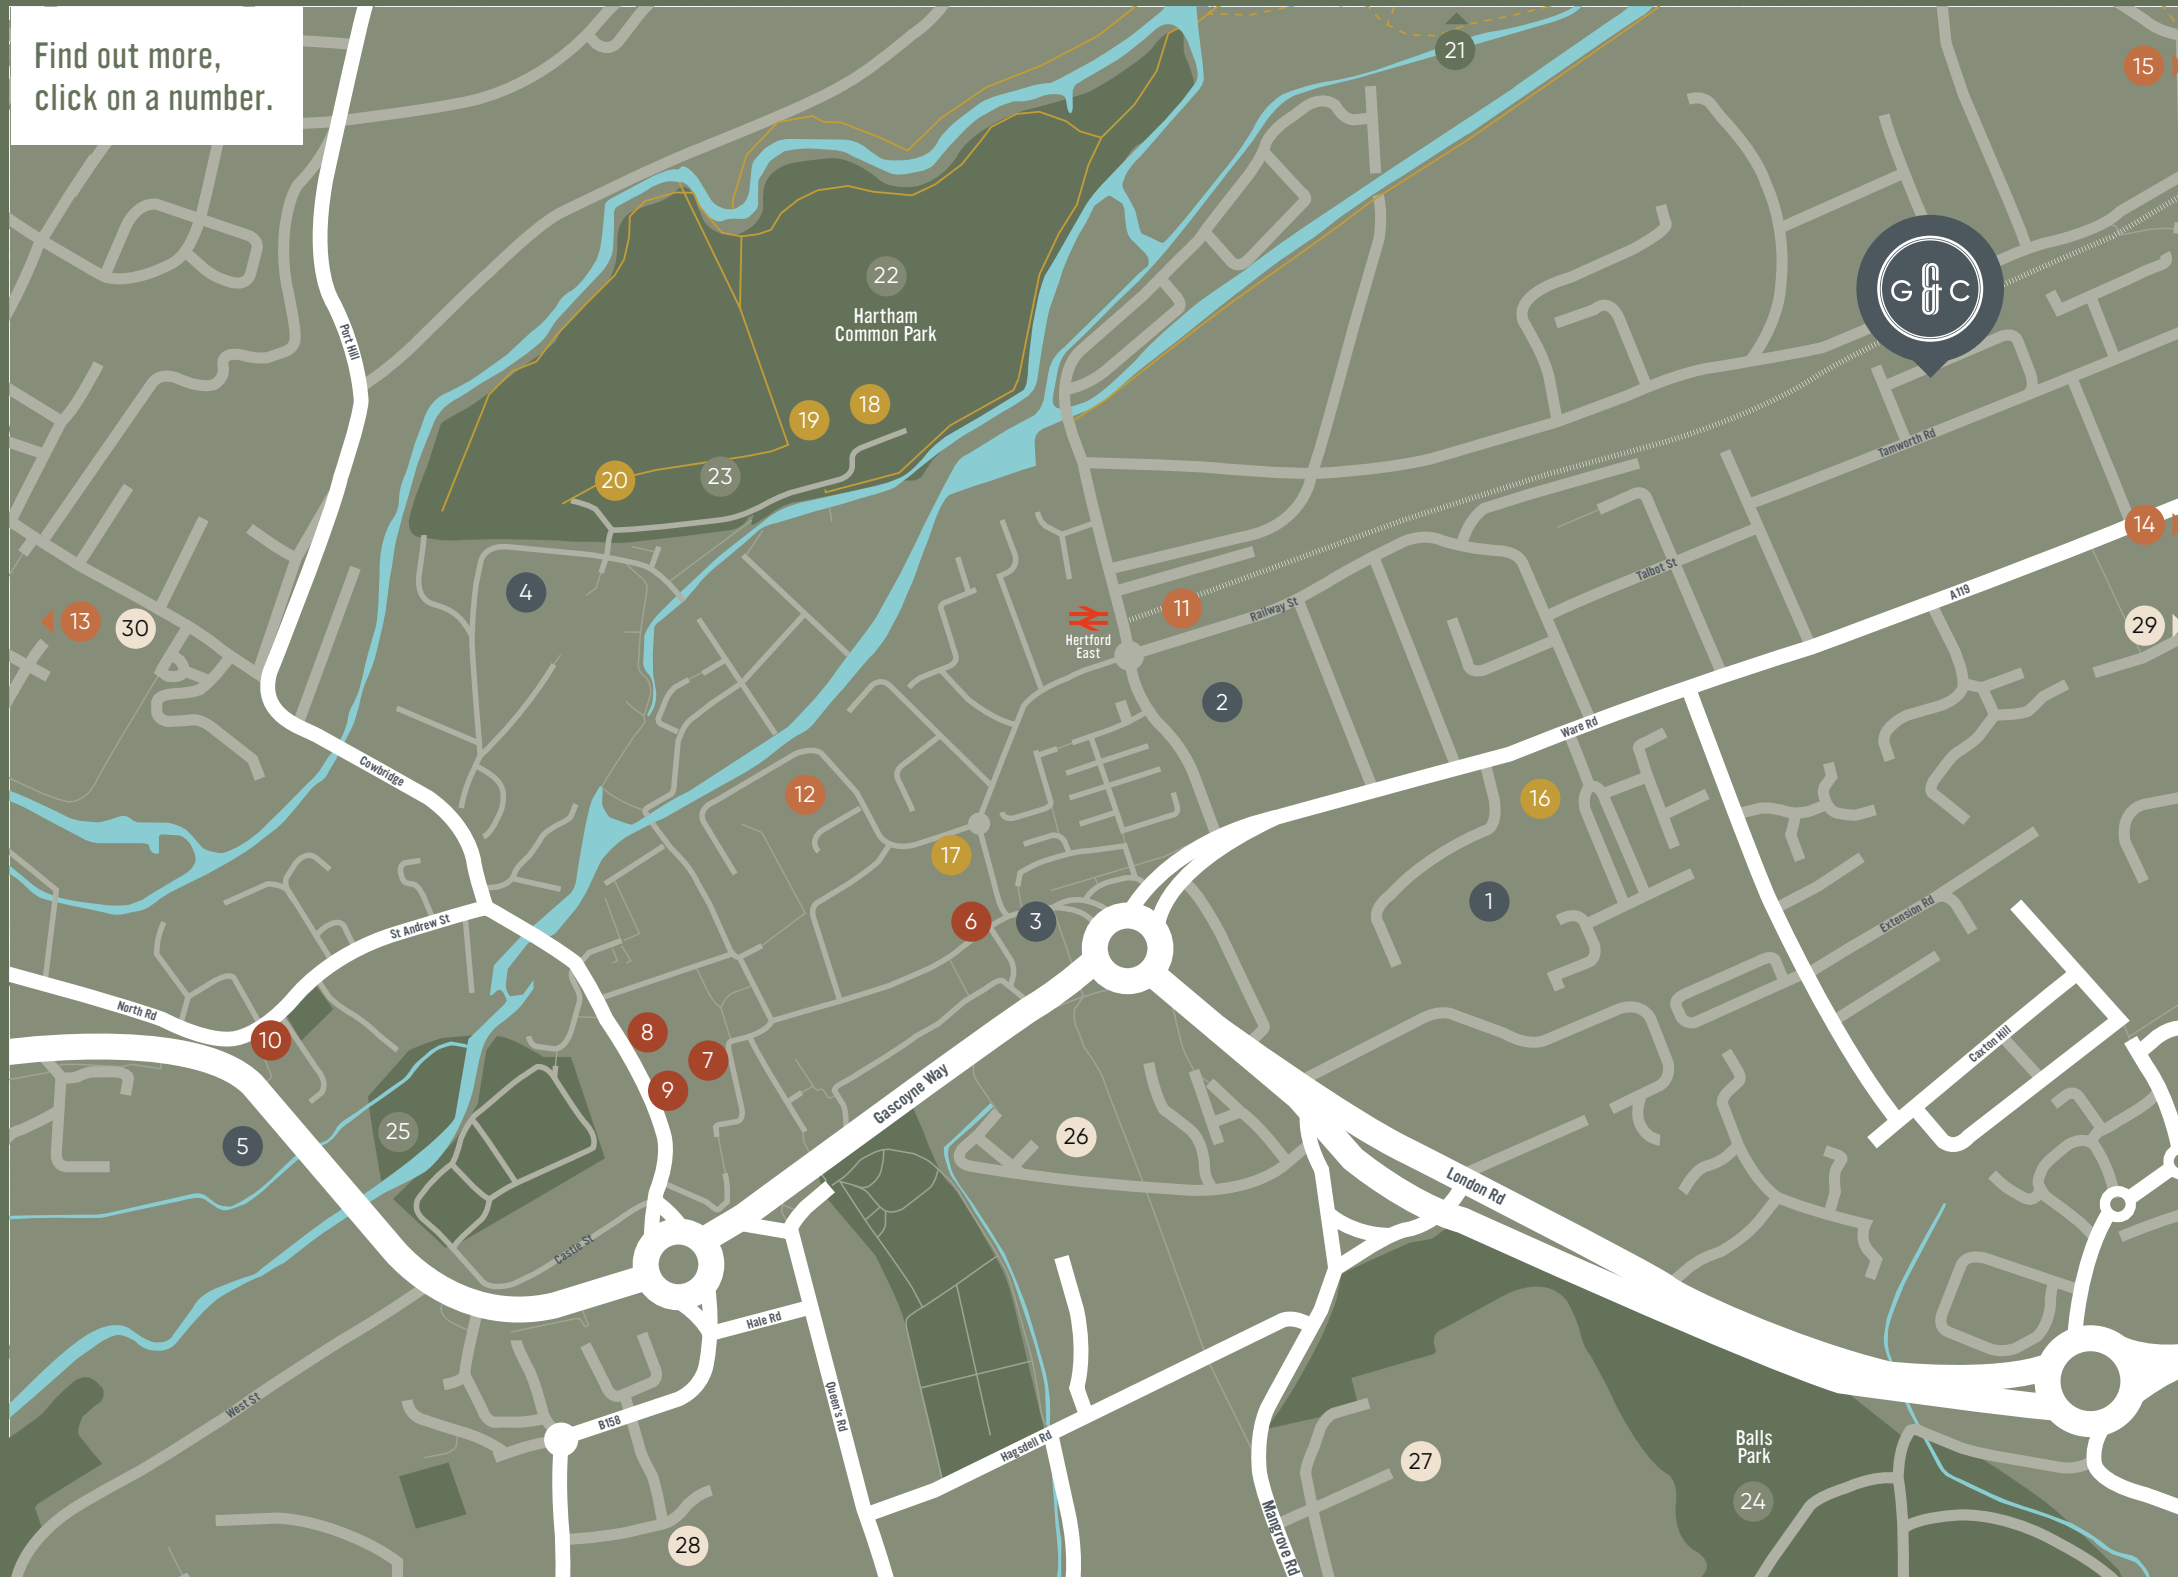 Find out more,
click on a number.
21
15
22
Hartham
Common Park
G&C
Port Hill
19
18
20
23
Tamworth Rd
14
4
Talbot St
A119
13
30
11
Railway St
Hertford
East
29
2
Ware Rd
Cowbridge
12
16
17
1
St Andrew St
6
3
Extension Rd
North Rd
10
8
7
9
Gascoyne Way
Caxton Hill
25
5
26
London Rd
Castle St
Hale Rd
West St
B158
Queen's Rd
Hagsdell Rd
27
Balls
Park
24
Mangrove Rd
28